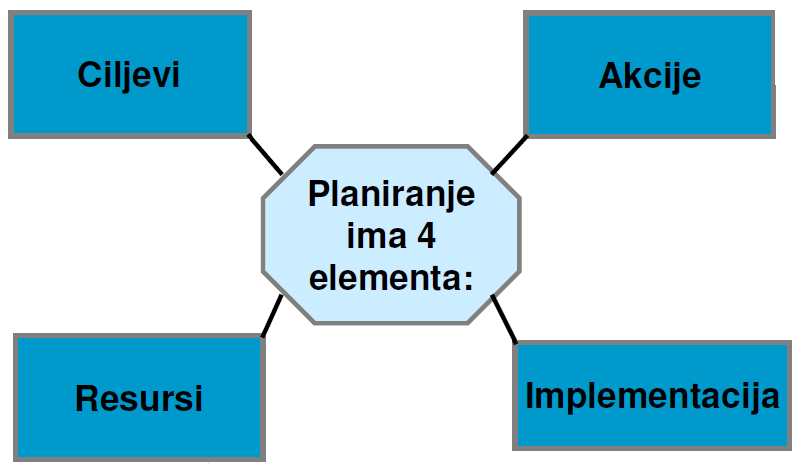 Ciljevi
Akcije
Planiranje
ima 4
elementa:
Resursi
Implementacija